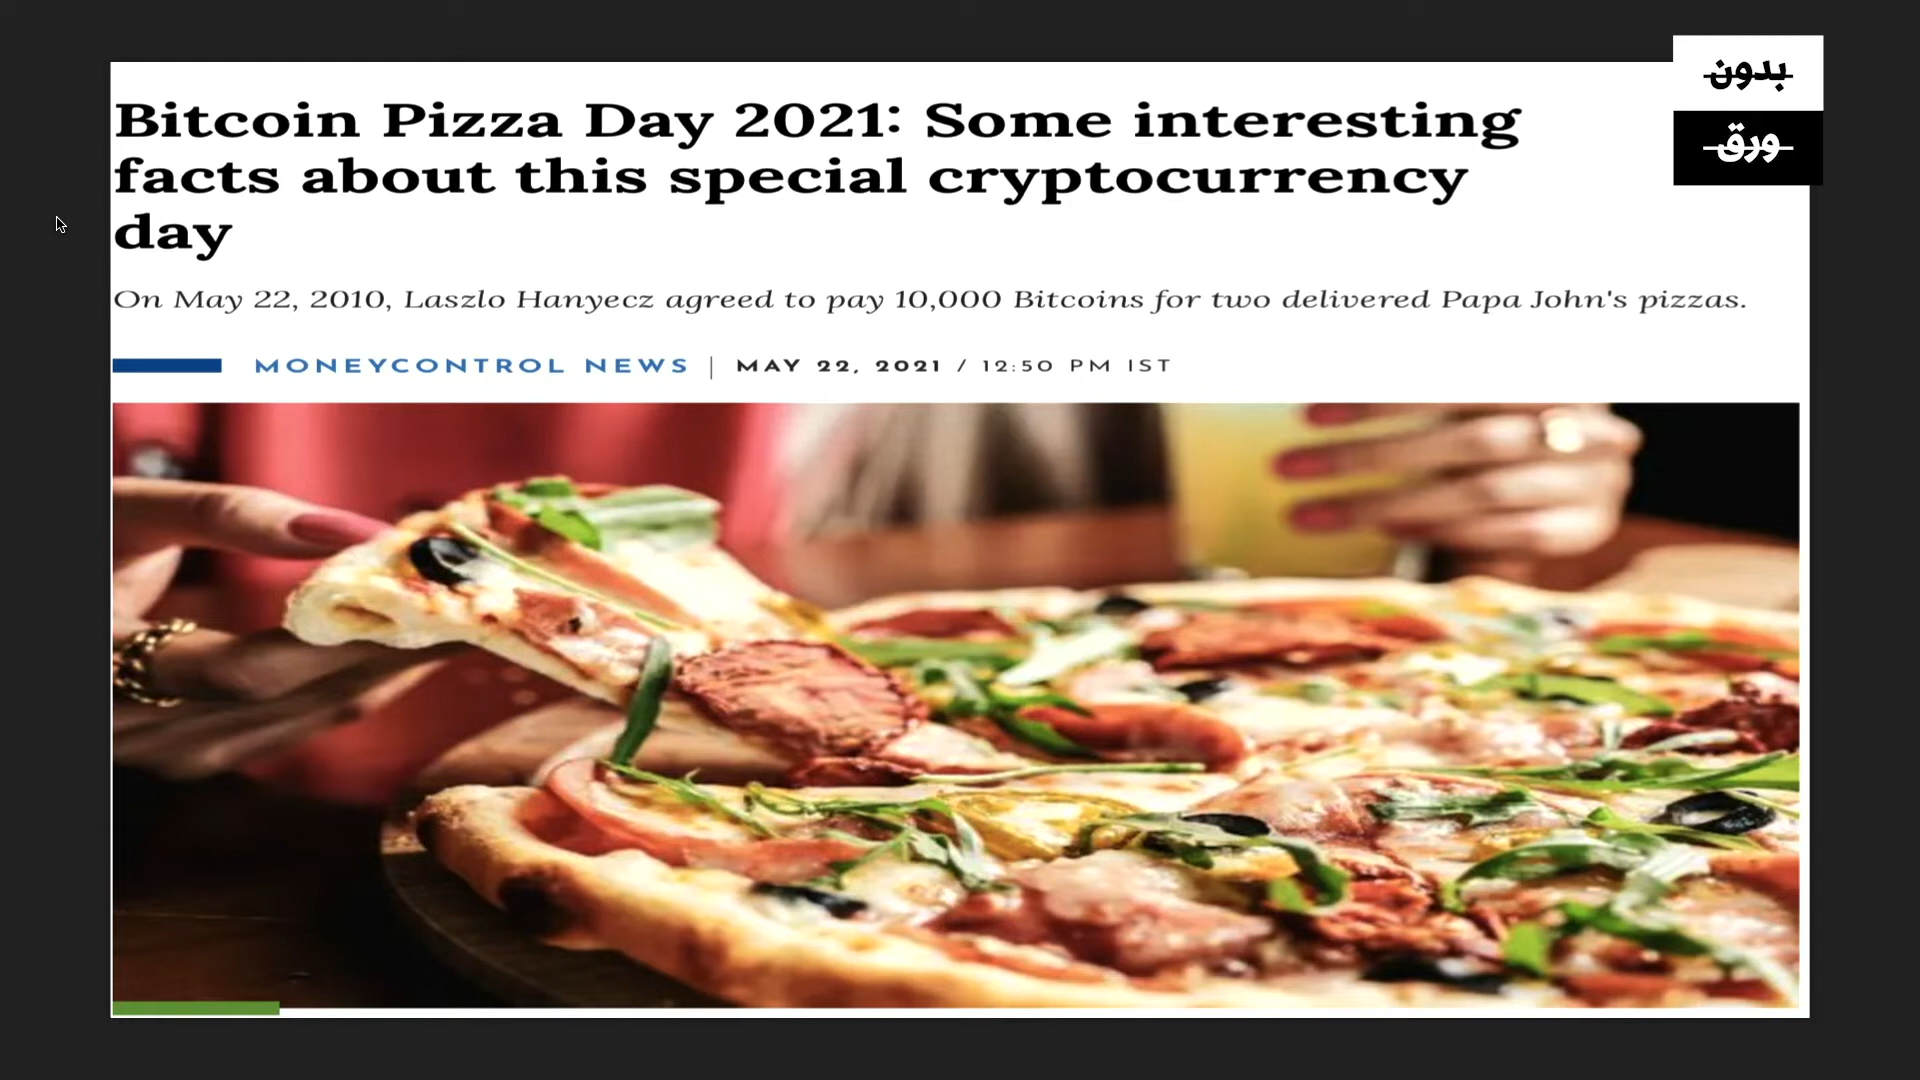 بدون
ورق
Bitcoin Pizza Day 2021: Some interesting
facts about this special cryptocurrency
day
On May 22, 2010, Laszlo Hanyecz agreed to pay 10,000 Bitcoins for two delivered Papa John's pizzas.
MONEYCONTROL NEWS | MAY 22, 2021 / 12:50 PM IST